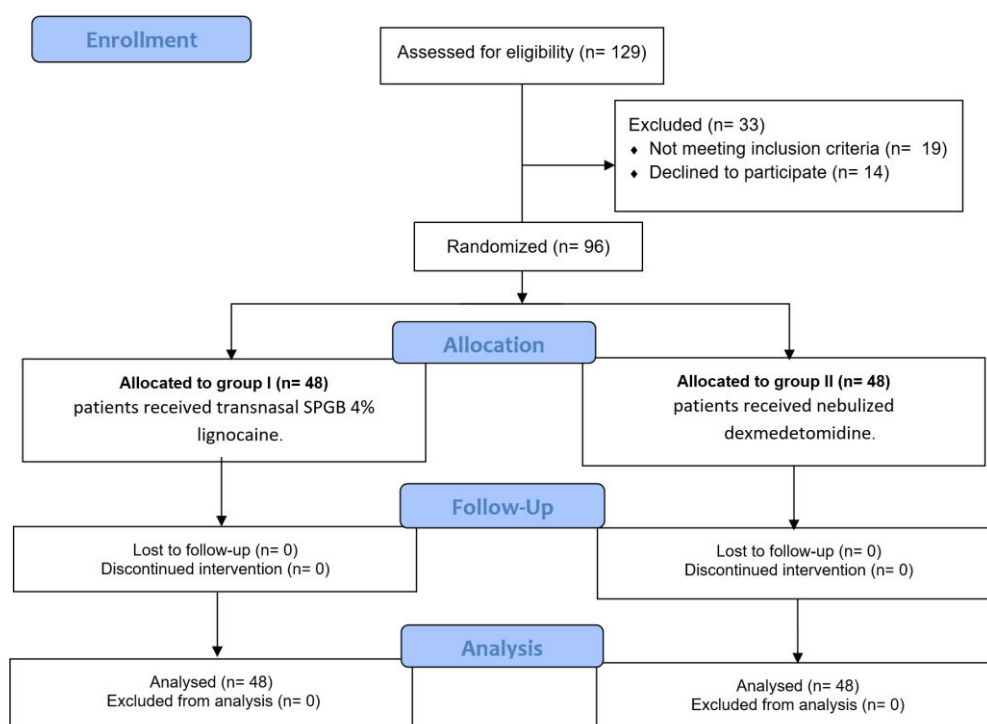 Enrollment
Assessed for eligibility (n= 129)
Excluded (n= 33)
♦ Not meeting inclusion criteria (n= 19)
♦ Declined to participate (n= 14)
Randomized (n= 96)
Allocation
Allocated to group I (n= 48)
patients received transnasal SPGB 4%
lignocaine.
Allocated to group II (n= 48)
patients received nebulized
dexmedetomidine.
Follow-Up
Lost to follow-up (n= 0)
Discontinued intervention (n= 0)
Lost to follow-up (n= 0)
Discontinued intervention (n= 0)
Analysis
Analysed (n= 48)
Excluded from analysis (n= 0)
Analysed (n= 48)
Excluded from analysis (n= 0)